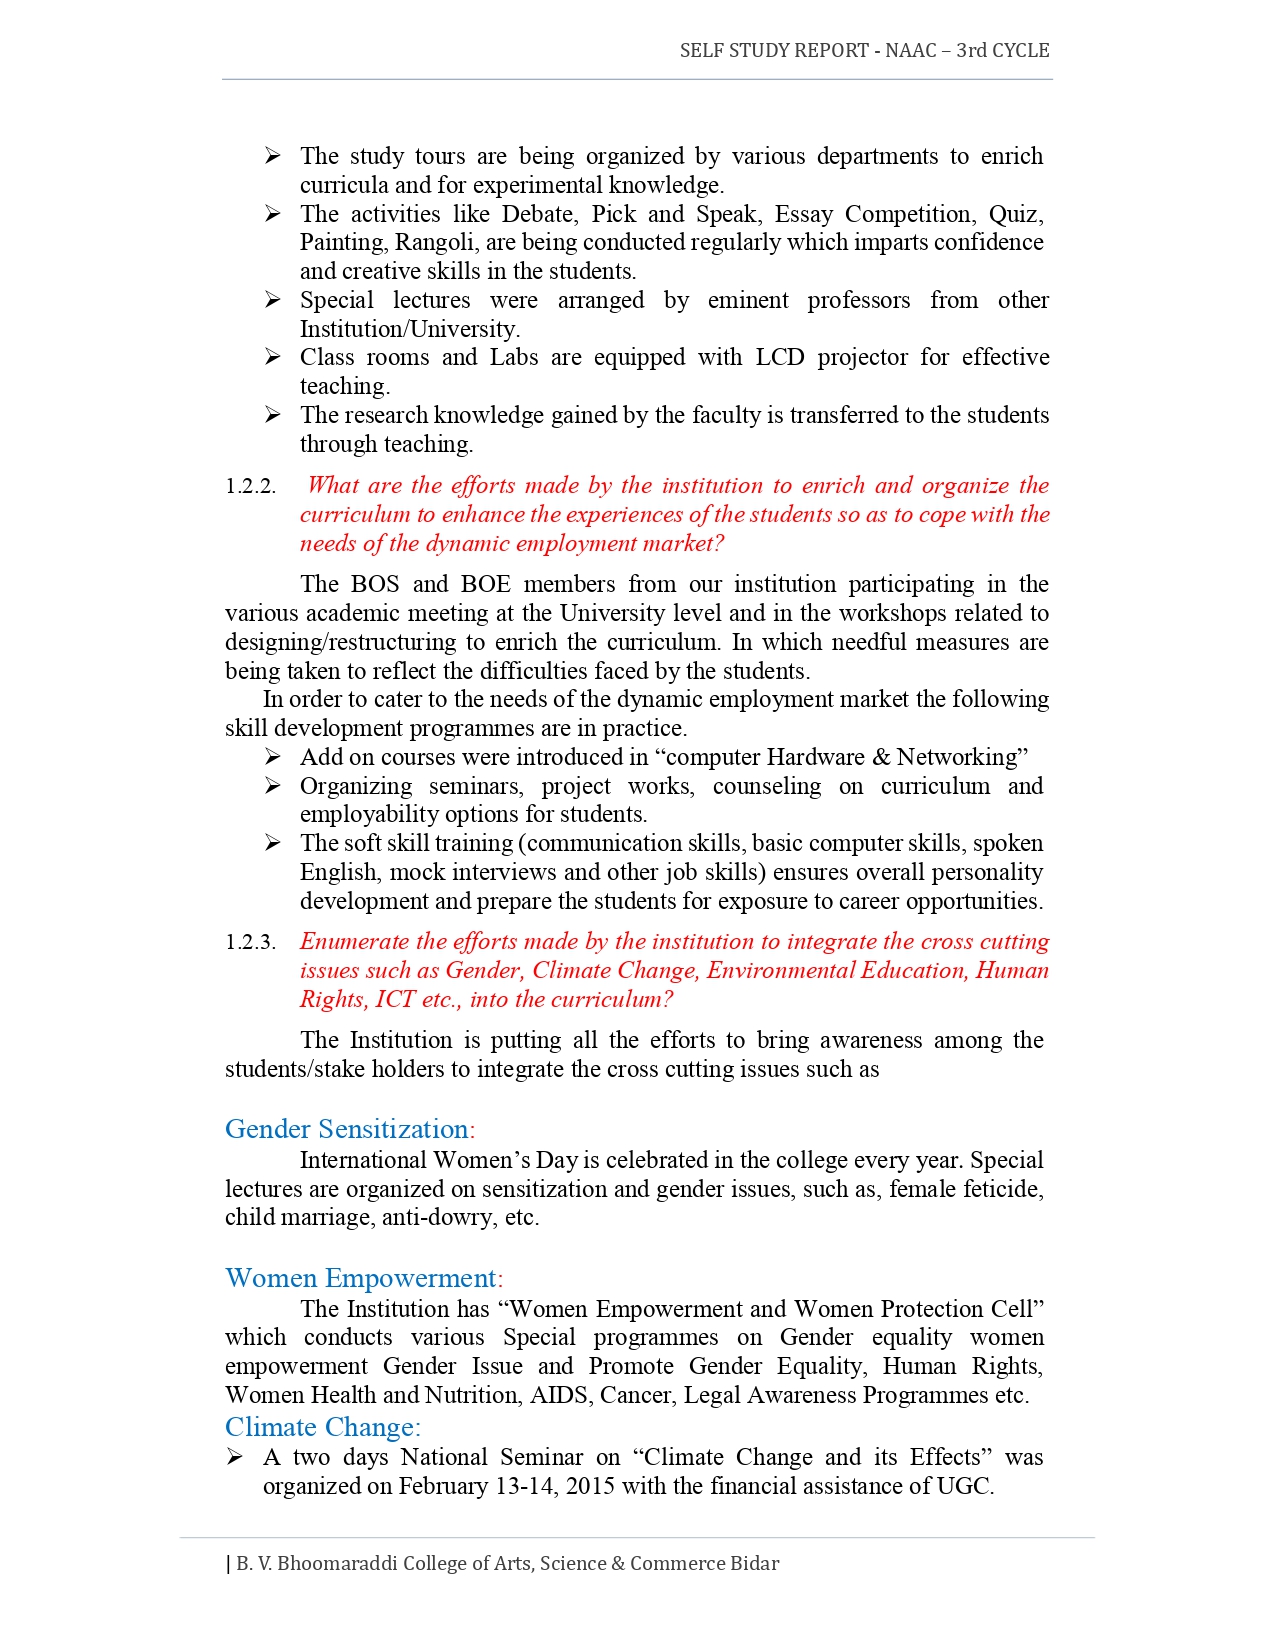 SELF STUDY REPORT - NAAC – 3rd CYCLE
➢ The study tours are being organized by various departments to enrich
curricula and for experimental knowledge.
➢ The activities like Debate, Pick and Speak, Essay Competition, Quiz,
Painting, Rangoli, are being conducted regularly which imparts confidence
and creative skills in the students.
➢ Special lectures were arranged by eminent professors from other
Institution/University.
➢ Class rooms and Labs are equipped with LCD projector for effective
teaching.
➢ The research knowledge gained by the faculty is transferred to the students
through teaching.
1.2.2. What are the efforts made by the institution to enrich and organize the
curriculum to enhance the experiences of the students so as to cope with the
needs of the dynamic employment market?
The BOS and BOE members from our institution participating in the
various academic meeting at the University level and in the workshops related to
designing/restructuring to enrich the curriculum. In which needful measures are
being taken to reflect the difficulties faced by the students.
In order to cater to the needs of the dynamic employment market the following
skill development programmes are in practice.
➢ Add on courses were introduced in “computer Hardware & Networking”
➢ Organizing seminars, project works, counseling on curriculum and
employability options for students.
➢ The soft skill training (communication skills, basic computer skills, spoken
English, mock interviews and other job skills) ensures overall personality
development and prepare the students for exposure to career opportunities.
1.2.3. Enumerate the efforts made by the institution to integrate the cross cutting
issues such as Gender, Climate Change, Environmental Education, Human
Rights, ICT etc., into the curriculum?
The Institution is putting all the efforts to bring awareness among the
students/stake holders to integrate the cross cutting issues such as
Gender Sensitization:
International Women’s Day is celebrated in the college every year. Special
lectures are organized on sensitization and gender issues, such as, female feticide,
child marriage, anti-dowry, etc.
Women Empowerment:
The Institution has “Women Empowerment and Women Protection Cell”
which conducts various Special programmes on Gender equality women
empowerment Gender Issue and Promote Gender Equality, Human Rights,
Women Health and Nutrition, AIDS, Cancer, Legal Awareness Programmes etc.
Climate Change:
➢ A two days National Seminar on “Climate Change and its Effects” was
organized on February 13-14, 2015 with the financial assistance of UGC.
| B. V. Bhoomaraddi College of Arts, Science & Commerce Bidar